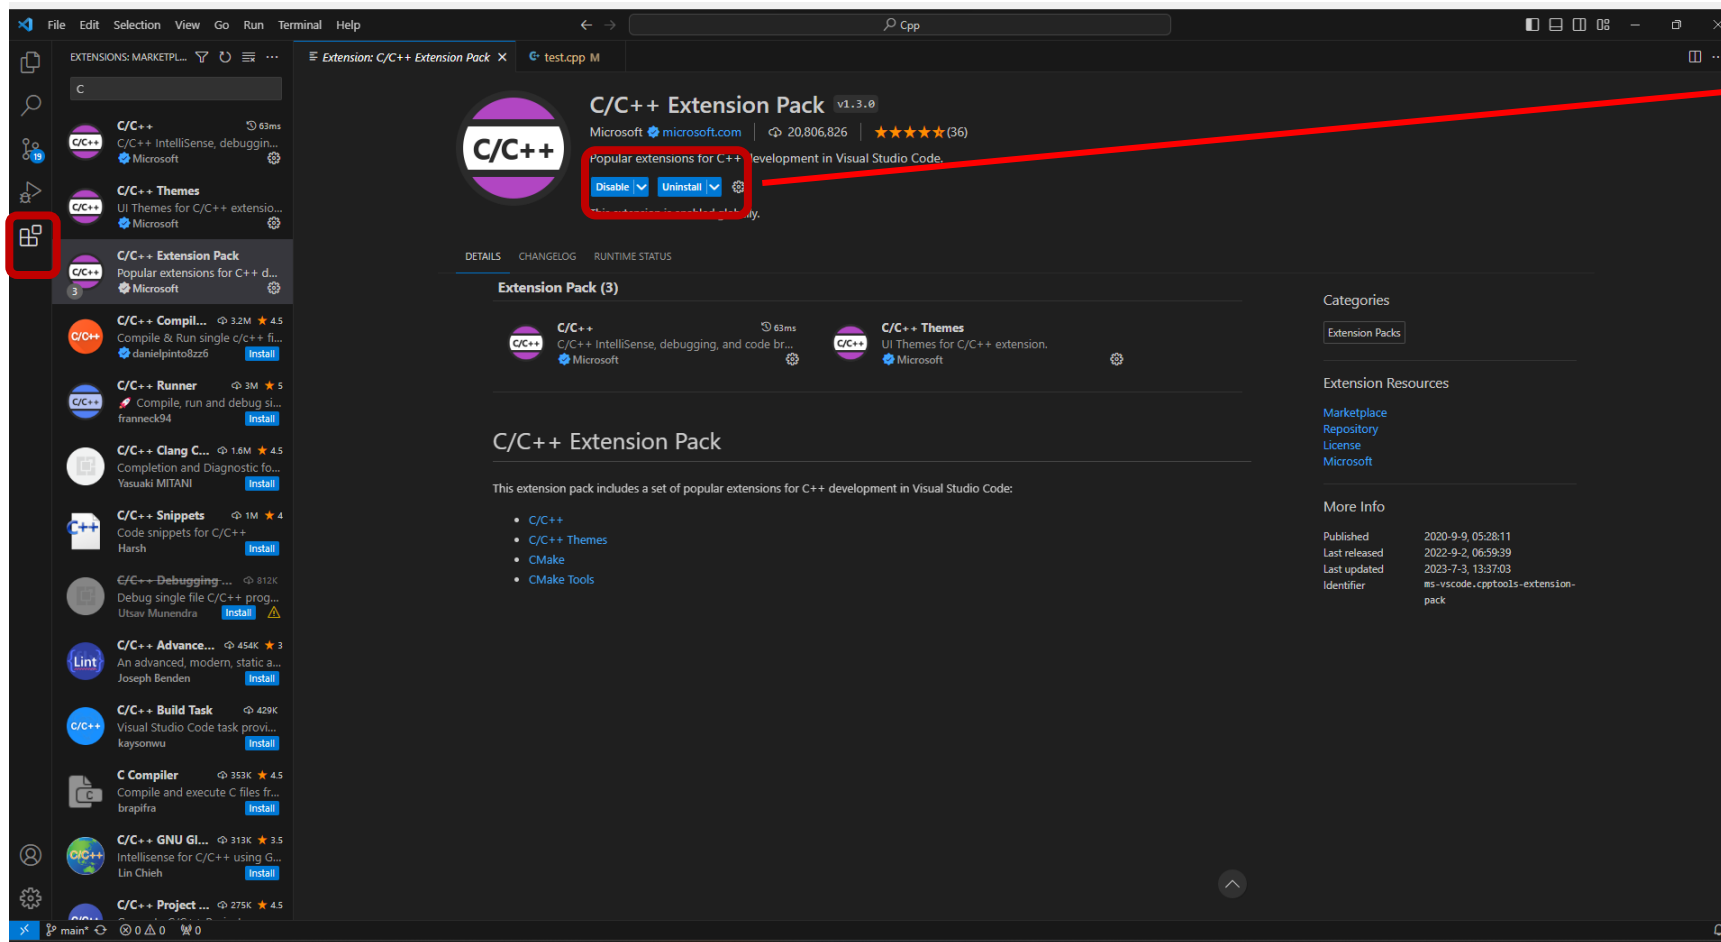 File Edit Selection View Go Run Terminal Help
Cpp
EXTENSIONS: MARKETPL...
Extension: C/C++ Extension Pack
test.cpp M
C
C/C++ 63ms
C/C++ IntelliSense, debuggin...
Microsoft
C/C++ Themes
UI Themes for C/C++ extensio...
Microsoft
C/C++ Extension Pack
Popular extensions for C++ d...
Microsoft
3
C/C++ Compil... 3.2M 4.5
Compile & Run single c/c++ fi...
danielpinto8zz6 Install
C/C++ Runner 3M 5
Compile, run and debug si...
franneck94 Install
C/C++ Clang C... 1.6M 4.5
Completion and Diagnostic fo...
Yasuaki MITANI Install
C/C++ Snippets 1M 4
Code snippets for C/C++
Harsh Install
C/C++ Debugging ... 812K
Debug single file C/C++ prog...
Utsav Munendra Install
C/C++ Advance... 454K 3
An advanced, modern, static a...
Joseph Benden Install
C/C++ Build Task 429K
Visual Studio Code task provi...
kaysonwu Install
C Compiler 353K 4.5
Compile and execute C files fr...
brapifra Install
C/C++ GNU Gl... 313K 3.5
Intellisense for C/C++ using G...
Lin Chieh Install
C/C++ Project ... 275K 4.5
19
C/C++
C/C++ Extension Pack v1.3.0
Microsoft microsoft.com 20,806,826 (36)
Popular extensions for C++ development in Visual Studio Code.
Disable Uninstall
This extension is enabled globally.
DETAILS CHANGELOG RUNTIME STATUS
Extension Pack (3)
C/C++ 63ms
C/C++ IntelliSense, debugging, and code br...
Microsoft
C/C++ Themes
UI Themes for C/C++ extension.
Microsoft
C/C++ Extension Pack
This extension pack includes a set of popular extensions for C++ development in Visual Studio Code:
C/C++
C/C++ Themes
CMake
CMake Tools
Categories
Extension Packs
Extension Resources
Marketplace
Repository
License
Microsoft
More Info
Published 2020-9-9, 05:28:11
Last released 2022-9-2, 06:59:39
Last updated 2023-7-3, 13:37:03
Identifier ms-vscode.cpptools-extension-
pack
main* 0 0 0